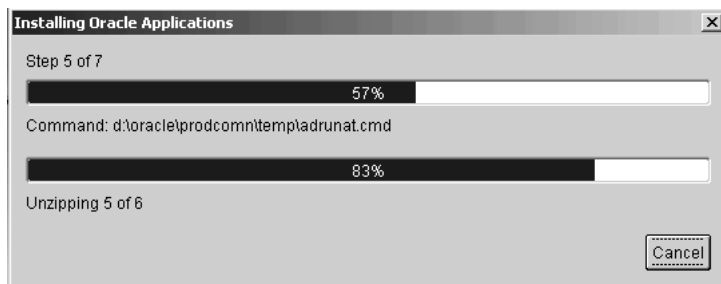 Installing Oracle Applications
Step 5 of 7
57%
Command: d:\oracle\prodcomn\temp\adrunat.cmd
83%
Unzipping 5 of 6
Cancel